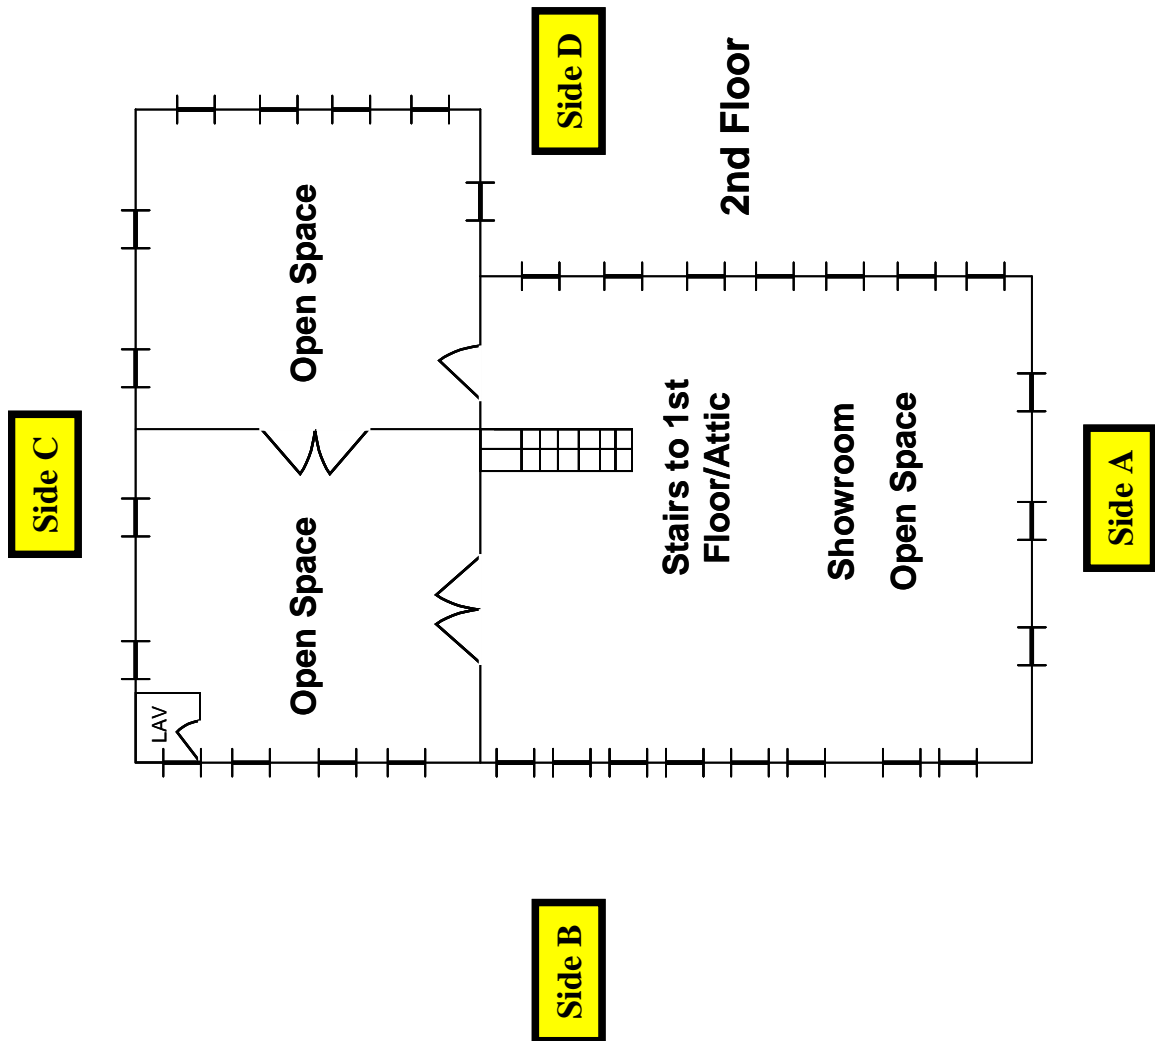 Side C
Side D
2nd Floor
Open Space
Open Space
LAV
Stairs to 1st
Floor/Attic
Showroom
Open Space
Side A
Side B